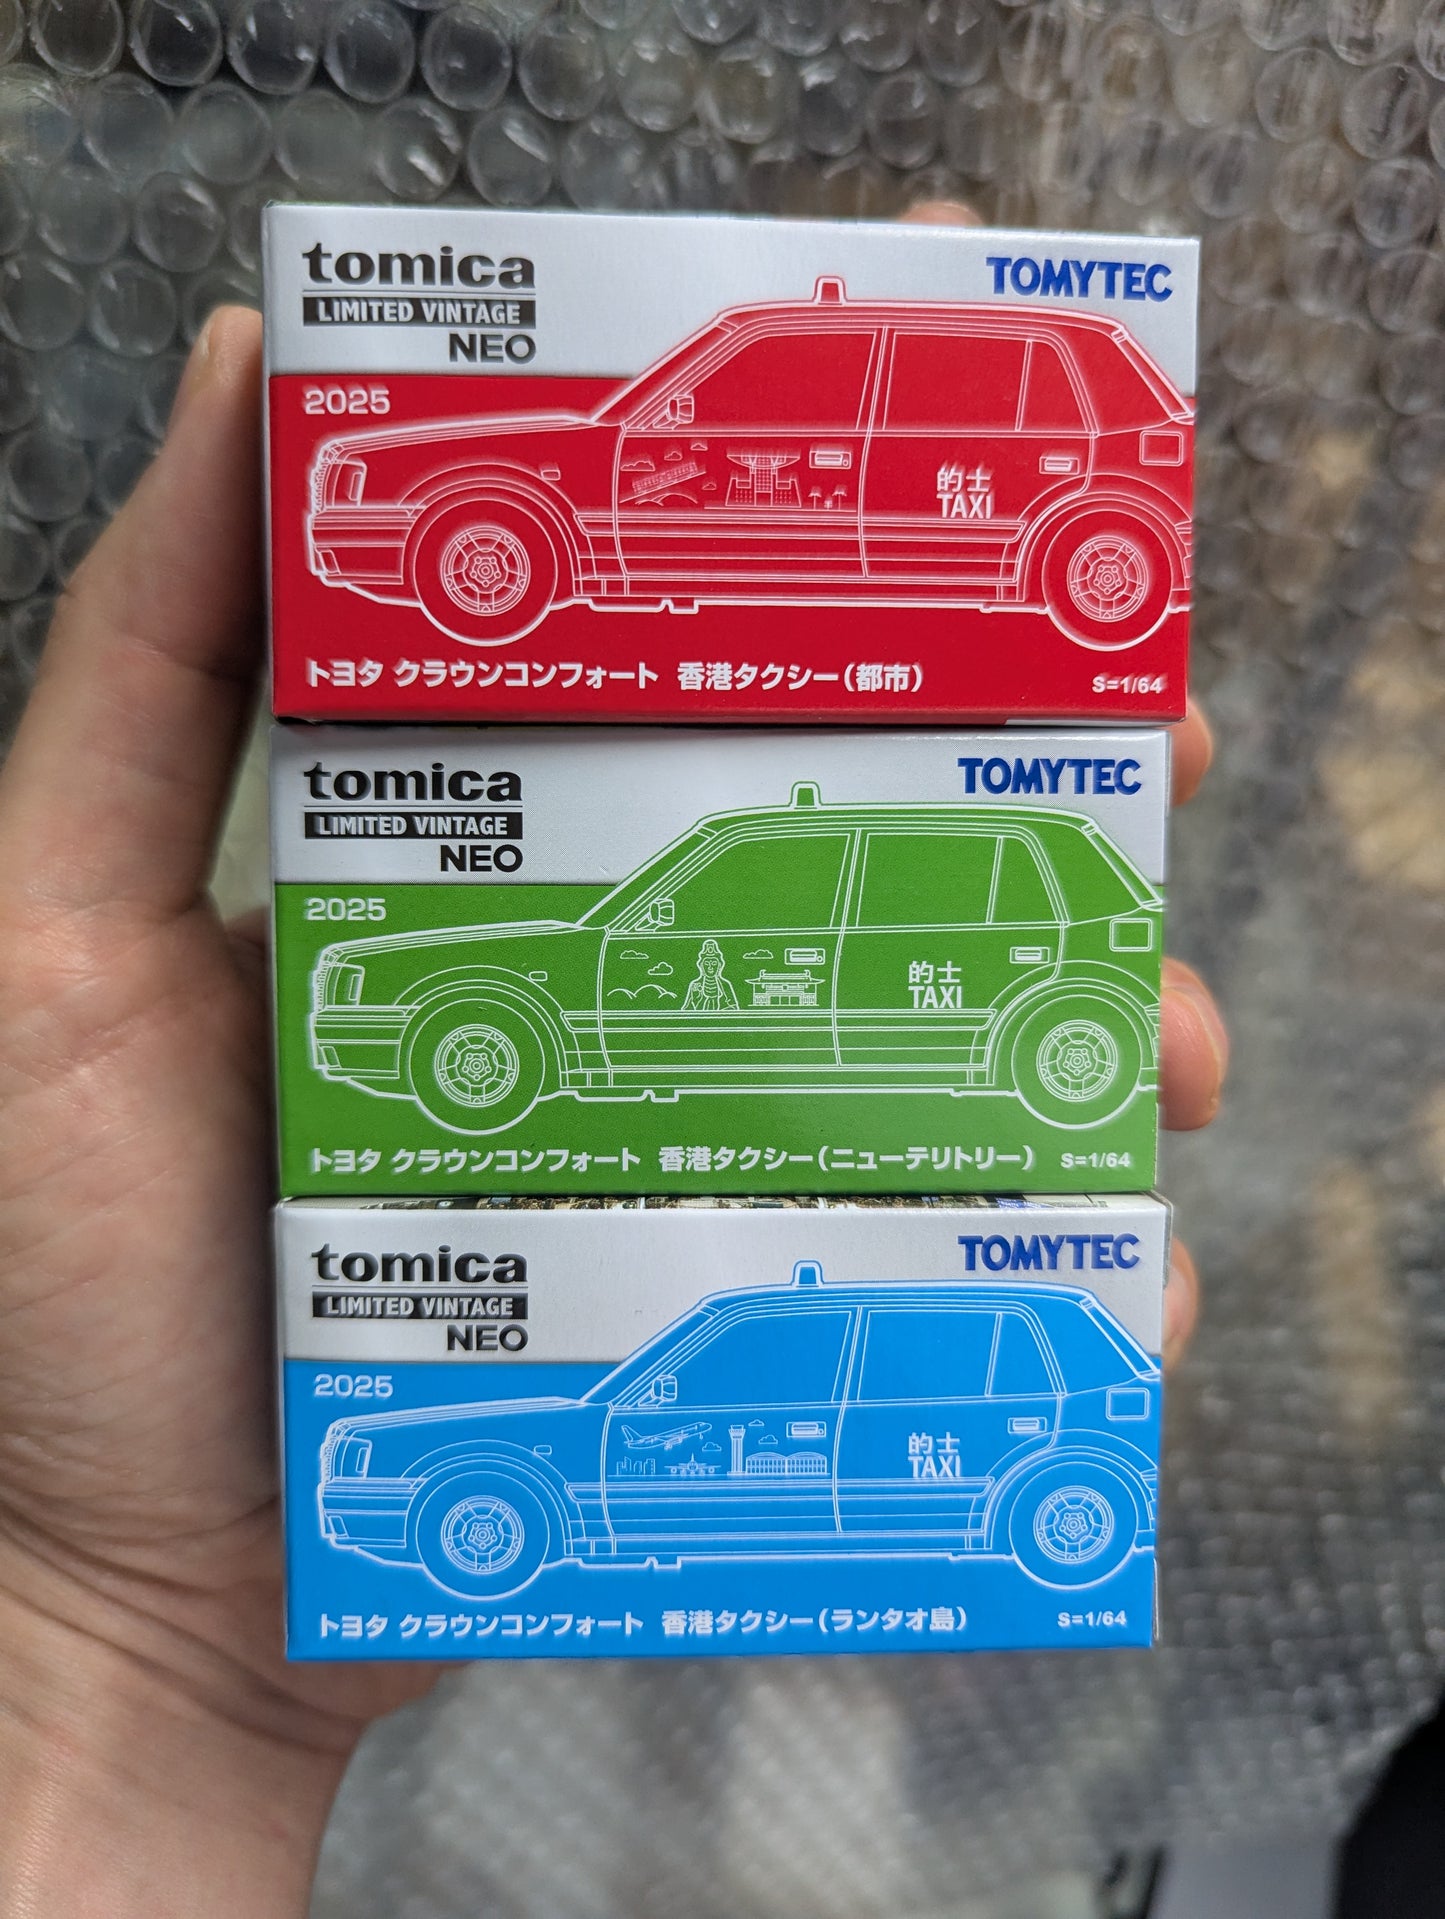 tomica
LIMITED VINTAGE
NEO
TOMYTEC
2025
的士
TAXI
トヨタ クラウンコンフォート 香港タクシー(都市)
S=1/64
tomica
LIMITED VINTAGE
NEO
TOMYTEC
2025
的士
TAXI
トヨタ クラウンコンフォート 香港タクシー(ニューテリトリー)
S=1/64
tomica
LIMITED VINTAGE
NEO
TOMYTEC
2025
的士
TAXI
トヨタ クラウンコンフォート 香港タクシー(ランタオ島)
S=1/64